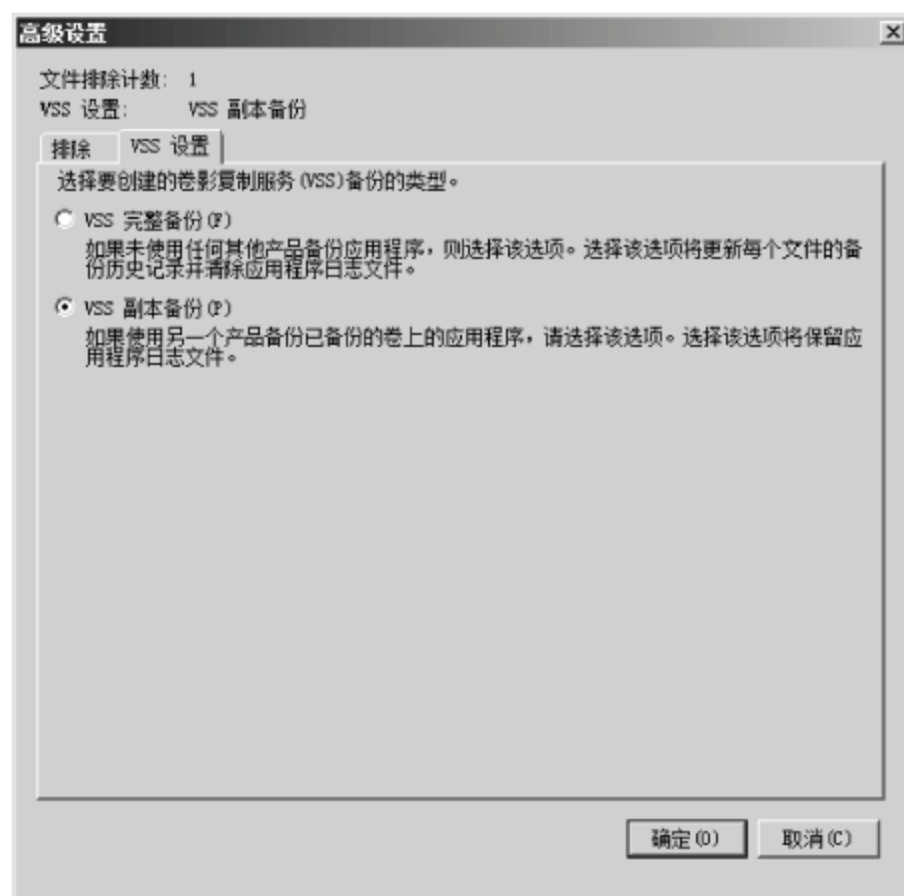 高级设置
文件排除计数: 1
VSS 设置: VSS 副本备份
排除 VSS 设置
选择要创建的卷影复制服务(VSS)备份的类型。
VSS 完整备份(F)
如果未使用任何其他产品备份应用程序，则选择该选项。选择该选项将更新每个文件的备
份历史记录并清除应用程序日志文件。
VSS 副本备份(P)
如果使用另一个产品备份已备份的卷上的应用程序，请选择该选项。选择该选项将保留应
用程序日志文件。
确定(O) 取消(C)